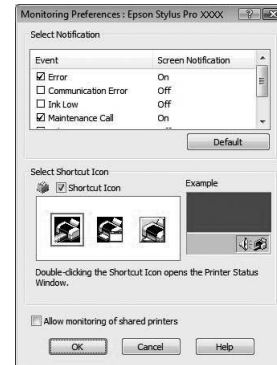 Monitoring Preferences : Epson Stylus Pro XXXX
Select Notification
Event Screen Notification
Error On
Communication Error Off
Ink Low Off
Maintenance Call On
Default
Select Shortcut Icon
Shortcut Icon
Example
Double-clicking the Shortcut Icon opens the Printer Status
Window.
Allow monitoring of shared printers
OK Cancel Help